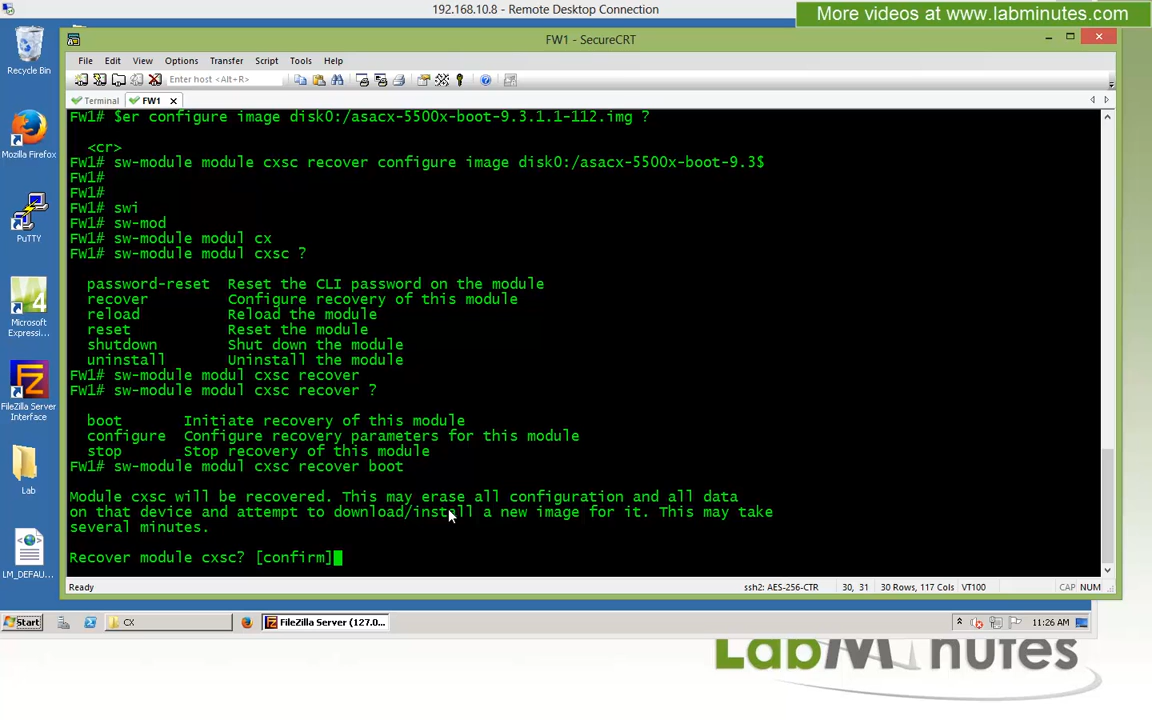 192.168.10.8 - Remote Desktop Connection
More videos at www.labminutes.com
FW1 - SecureCRT
File Edit View Options Transfer Script Tools Help
Enter host <Alt+R>
Terminal FW1
FW1# $er configure image disk0:/asacx-5500x-boot-9.3.1.1-112.img ?
<cr>
FW1# sw-module module cxsc recover configure image disk0:/asacx-5500x-boot-9.3$
FW1#
FW1#
FW1# swi
FW1# sw-mod
FW1# sw-module modul cx
FW1# sw-module modul cxsc ?
password-reset Reset the CLI password on the module
recover Configure recovery of this module
reload Reload the module
reset Reset the module
shutdown Shut down the module
uninstall Uninstall the module
FW1# sw-module modul cxsc recover
FW1# sw-module modul cxsc recover ?
boot Initiate recovery of this module
configure Configure recovery parameters for this module
stop Stop recovery of this module
FW1# sw-module modul cxsc recover boot
Module cxsc will be recovered. This may erase all configuration and all data
on that device and attempt to download/install a new image for it. This may take
several minutes.
Recover module cxsc? [confirm]
Ready ssh2: AES-256-CTR 30, 31 30 Rows, 117 Cols VT100 CAP NUM
Recycle Bin
Mozilla Firefox
PuTTY
Microsoft
Expressi...
FileZilla Server
Interface
Lab
LM_DEFAU...
Start CX FileZilla Server (127.0... 11:26 AM
LabMinutes